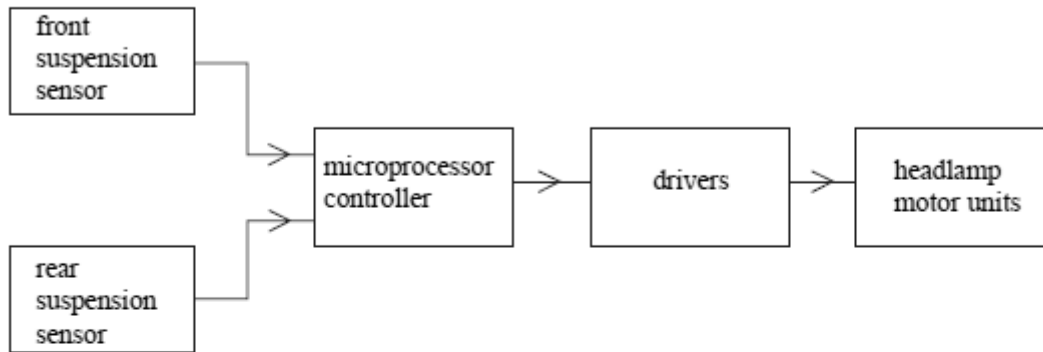 front
suspension
sensor
rear
suspension
sensor
microprocessor
controller
drivers
headlamp
motor units